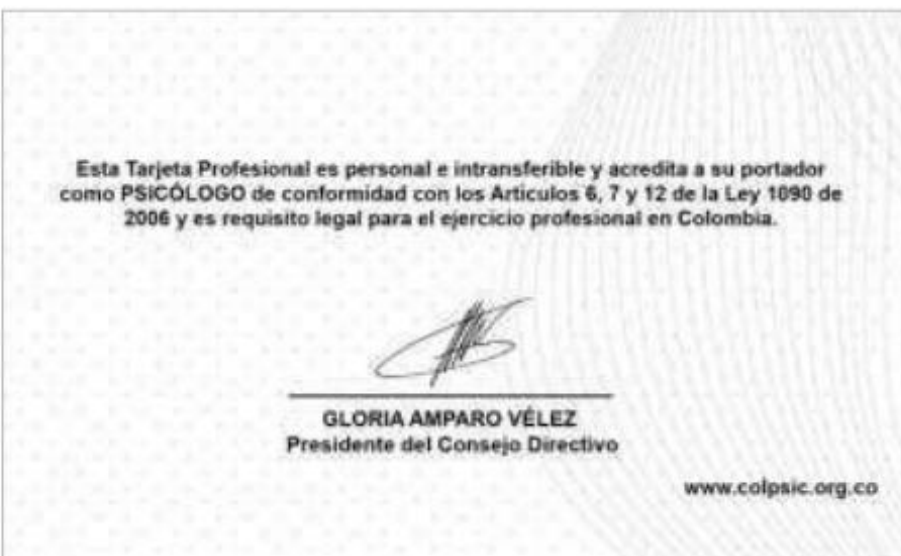 Esta Tarjeta Profesional es personal e intransferible y acredita a su portador
como PSICÓLOGO de conformidad con los Artículos 6, 7 y 12 de la Ley 1090 de
2006 y es requisito legal para el ejercicio profesional en Colombia.
GLORIA AMPARO VÉLEZ
Presidente del Consejo Directivo
www.colpsic.org.co